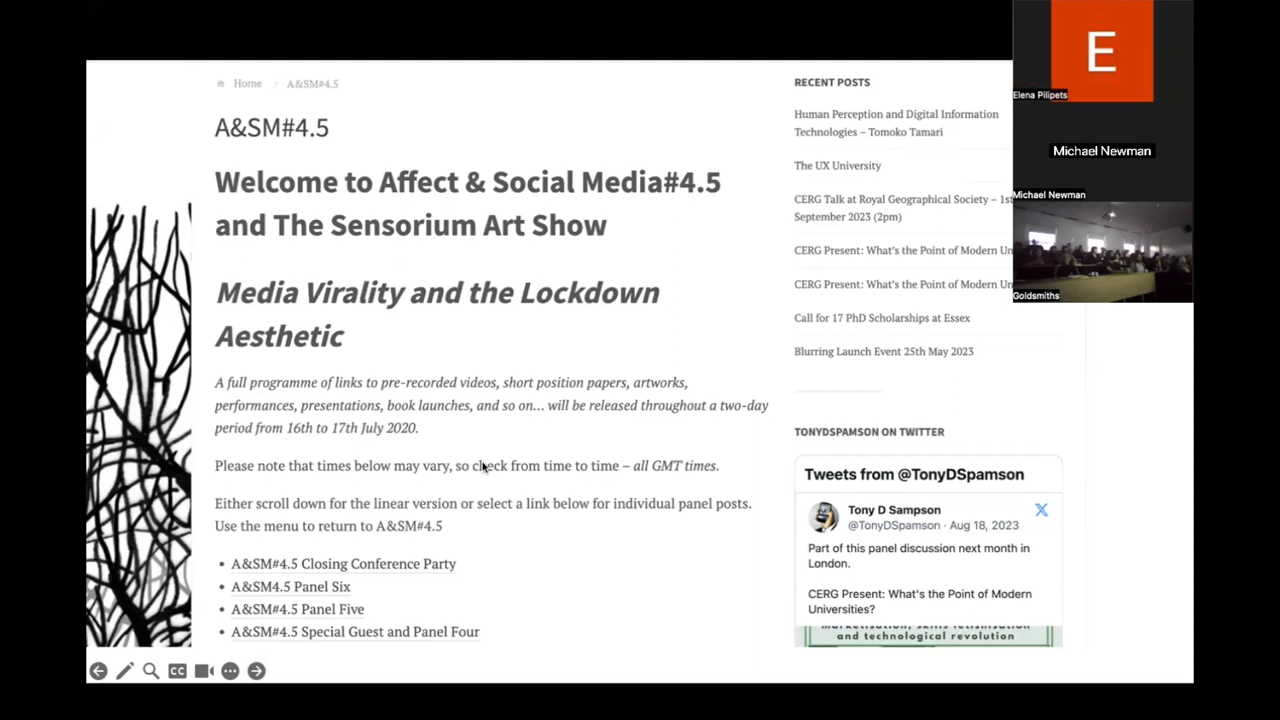 Home
A&SM#4.5
A&SM#4.5
Welcome to Affect & Social Media#4.5
and The Sensorium Art Show
Media Virality and the Lockdown
Aesthetic
A full programme of links to pre-recorded videos, short position papers, artworks,
performances, presentations, book launches, and so on… will be released throughout a two-day
period from 16th to 17th July 2020.
Please note that times below may vary, so check from time to time – all GMT times.
Either scroll down for the linear version or select a link below for individual panel posts.
Use the menu to return to A&SM#4.5
• A&SM#4.5 Closing Conference Party
• A&SM4.5 Panel Six
• A&SM#4.5 Panel Five
• A&SM#4.5 Special Guest and Panel Four
RECENT POSTS
Human Perception and Digital Information
Technologies – Tomoko Tamari
The UX University
CERG Talk at Royal Geographical Society – 1st
September 2023 (2pm)
CERG Present: What's the Point of Modern Un
CERG Present: What's the Point of Modern Un
Call for 17 PhD Scholarships at Essex
Blurring Launch Event 25th May 2023
TONYDSPAMSON ON TWITTER
Tweets from @TonyDSpamson
Tony D Sampson
@TonyDSpamson · Aug 18, 2023
Part of this panel discussion next month in
London.
CERG Present: What's the Point of Modern
Universities?
marketisation, skills fetishisation
and technological revolution
CC
E
Elena Pilipets
Michael Newman
Michael Newman
Goldsmiths